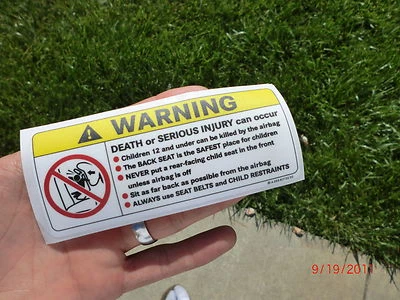 WARNING
DEATH or SERIOUS INJURY can occur
• Children 12 and under can be killed by the airbag
• The BACK SEAT is the SAFEST place for children
• NEVER put a rear-facing child seat in the front
unless airbag is off
• Sit as far back as possible from the airbag
• ALWAYS use SEAT BELTS and CHILD RESTRAINTS
9/19/2011